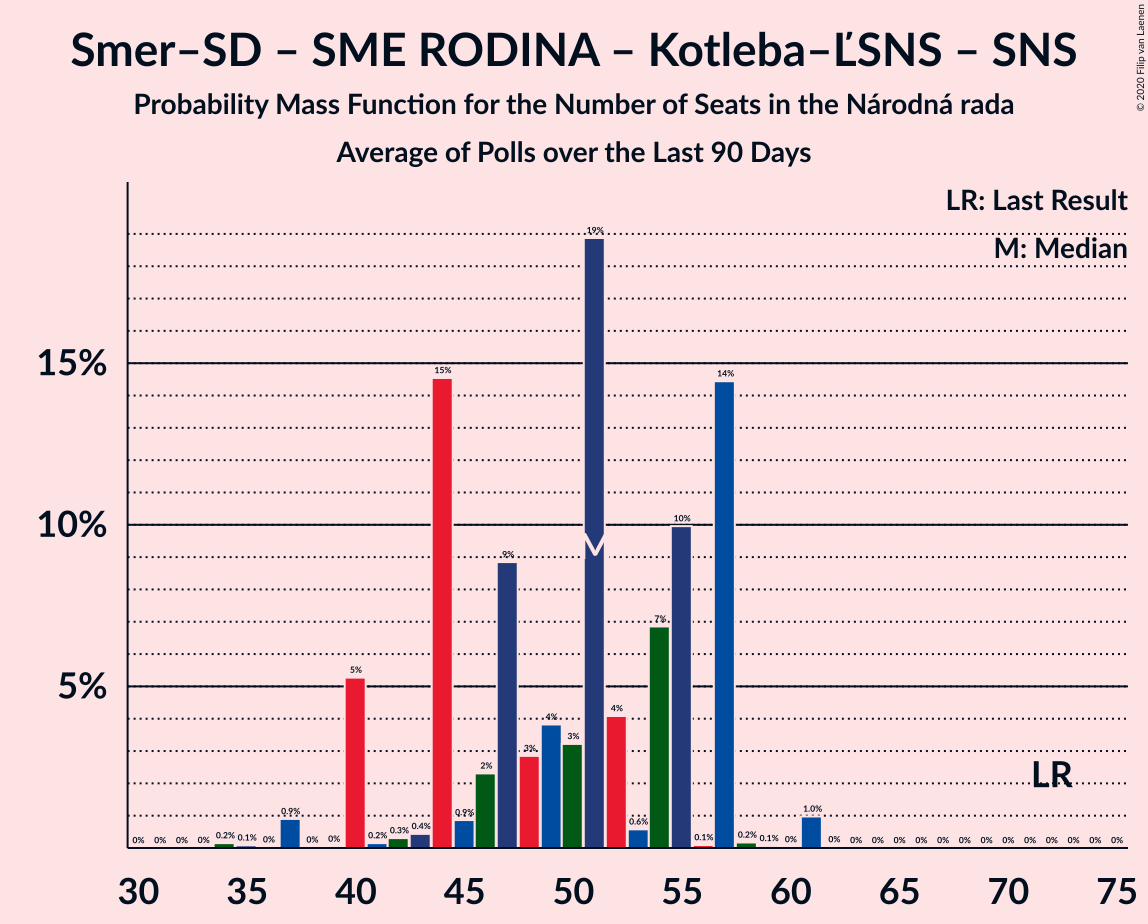 Smer–SD – SME RODINA – Kotleba–ĽSNS – SNS
Probability Mass Function for the Number of Seats in the Národná rada
Average of Polls over the Last 90 Days
© 2020 Filip van Laenen
LR: Last Result
M: Median
15%
10%
5%
0% 0% 0% 0% 0.2% 0.1% 0% 0.9% 0% 0% 5% 0.2% 0.3% 0.4% 15% 0.9% 2% 9% 3% 4% 3% 19% 4% 0.6% 7% 10% 0.1% 14% 0.2% 0.1% 0% 1.0% 0% 0% 0% 0% 0% 0% 0% 0% 0% 0% 0% 0% 0% 0%
LR
30 35 40 45 50 55 60 65 70 75